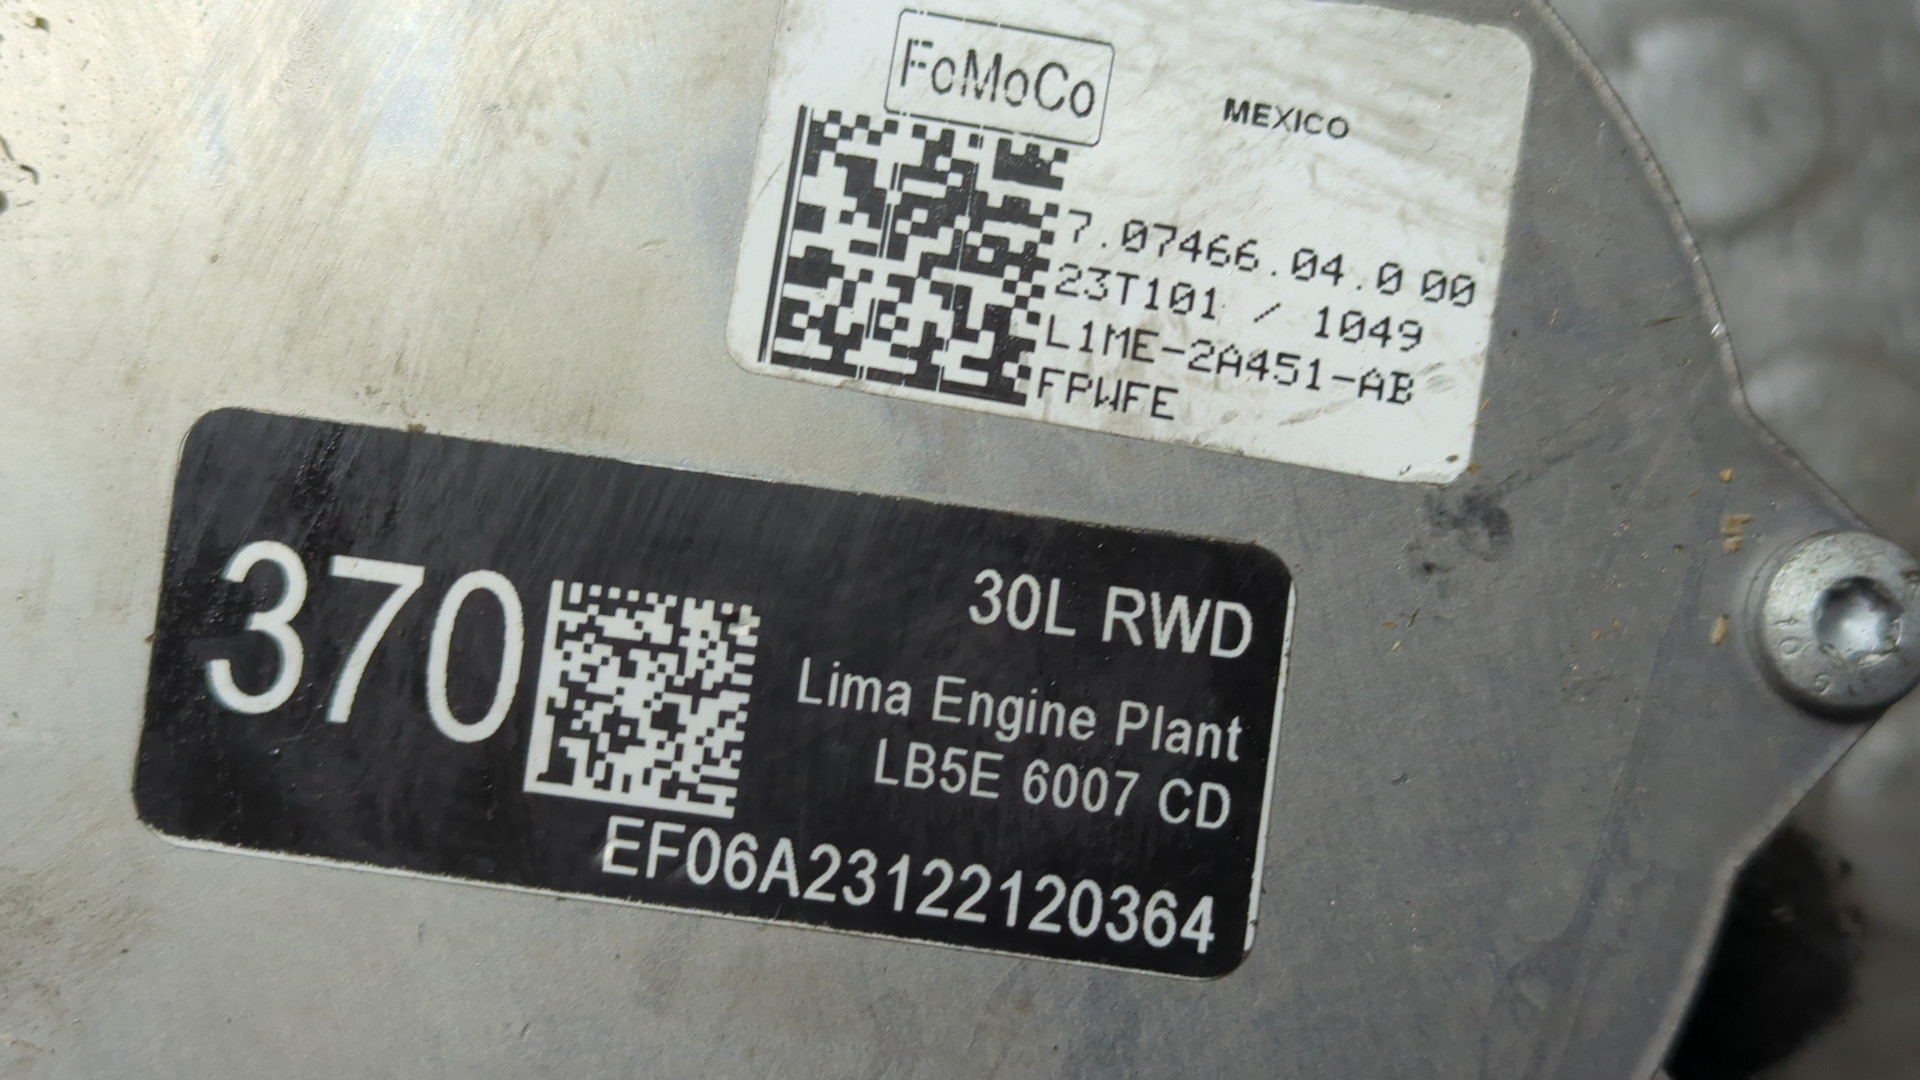 FoMoCo
MEXICO
7.07466.04.0 00
23T101 / 1049
L1ME-2A451-AB
FPWFE
370
30L RWD
Lima Engine Plant
LB5E 6007 CD
EF06A23122120364